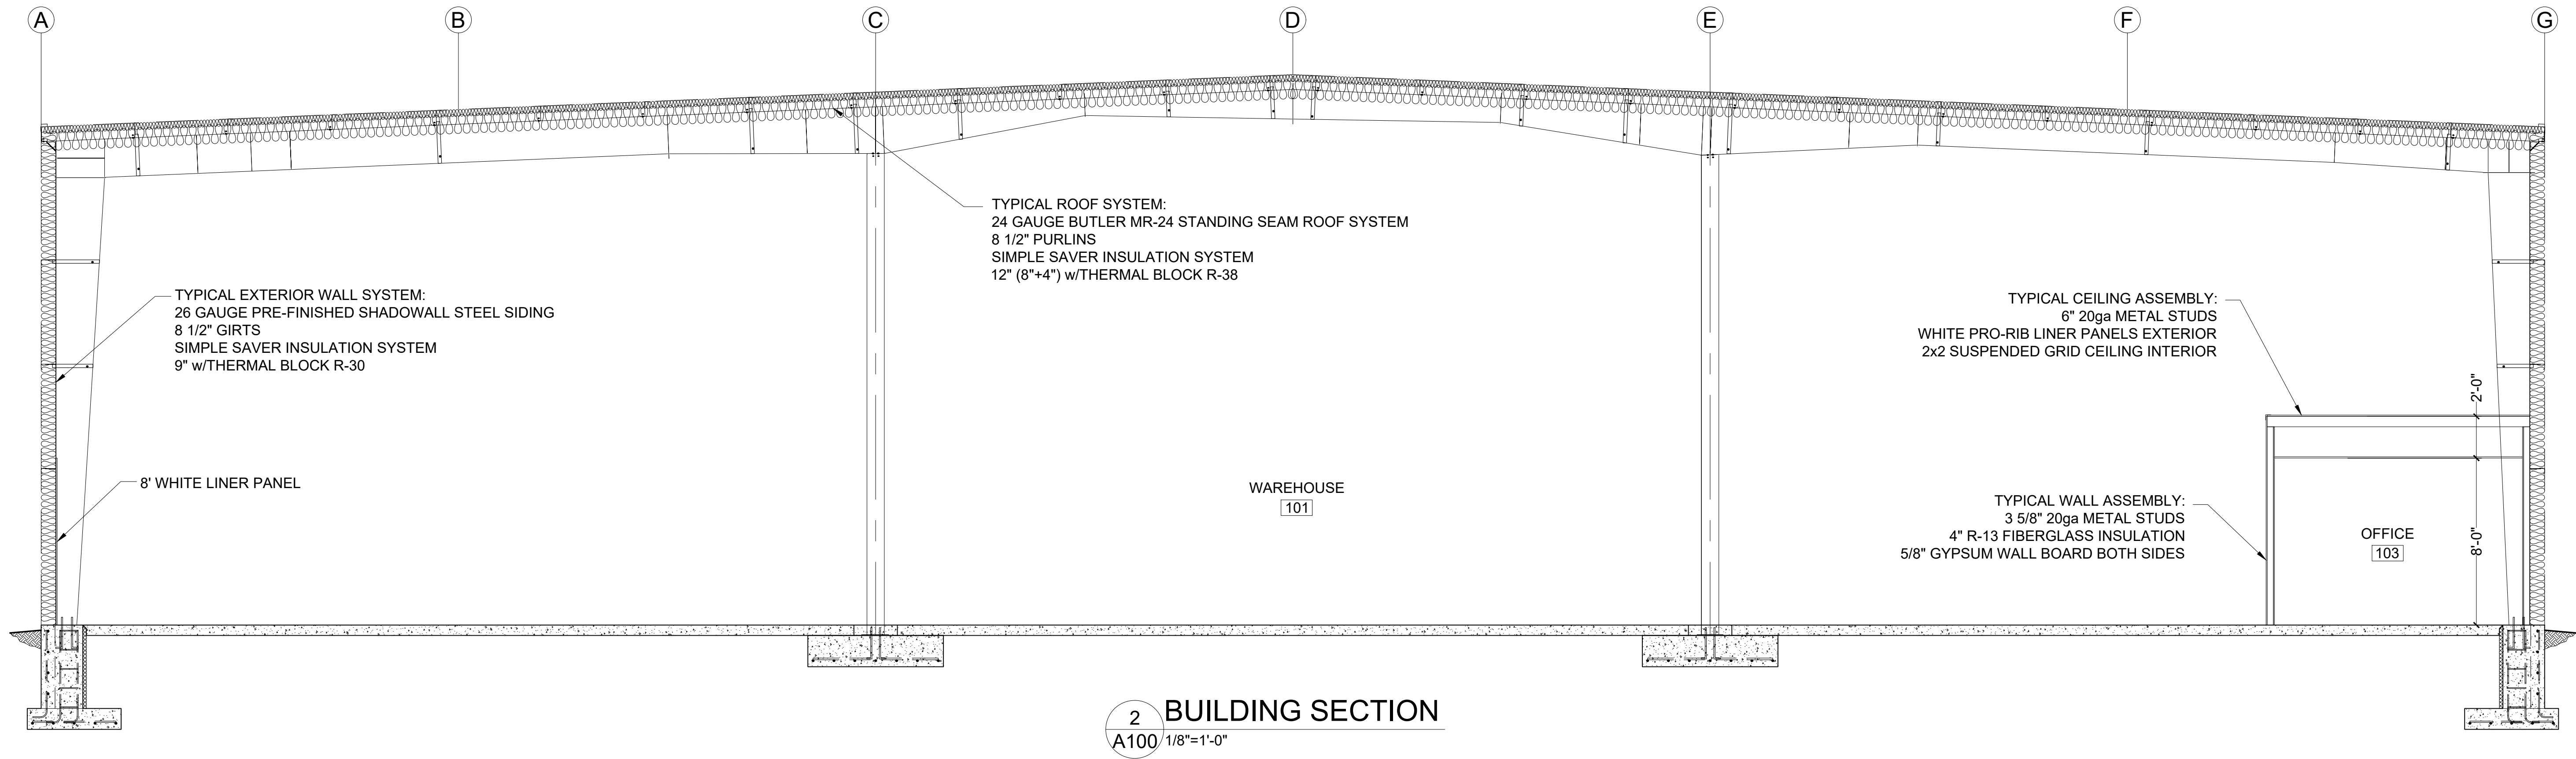 A
B
C
D
E
F
G
TYPICAL ROOF SYSTEM:
24 GAUGE BUTLER MR-24 STANDING SEAM ROOF SYSTEM
8 1/2" PURLINS
SIMPLE SAVER INSULATION SYSTEM
12" (8"+4") w/THERMAL BLOCK R-38
TYPICAL EXTERIOR WALL SYSTEM:
26 GAUGE PRE-FINISHED SHADOWALL STEEL SIDING
8 1/2" GIRTS
SIMPLE SAVER INSULATION SYSTEM
9" w/THERMAL BLOCK R-30
TYPICAL CEILING ASSEMBLY:
6" 20ga METAL STUDS
WHITE PRO-RIB LINER PANELS EXTERIOR
2x2 SUSPENDED GRID CEILING INTERIOR
2'-0"
8' WHITE LINER PANEL
WAREHOUSE
101
TYPICAL WALL ASSEMBLY:
3 5/8" 20ga METAL STUDS
4" R-13 FIBERGLASS INSULATION
5/8" GYPSUM WALL BOARD BOTH SIDES
OFFICE
103
8'-0"
2
A100
BUILDING SECTION
1/8"=1'-0"